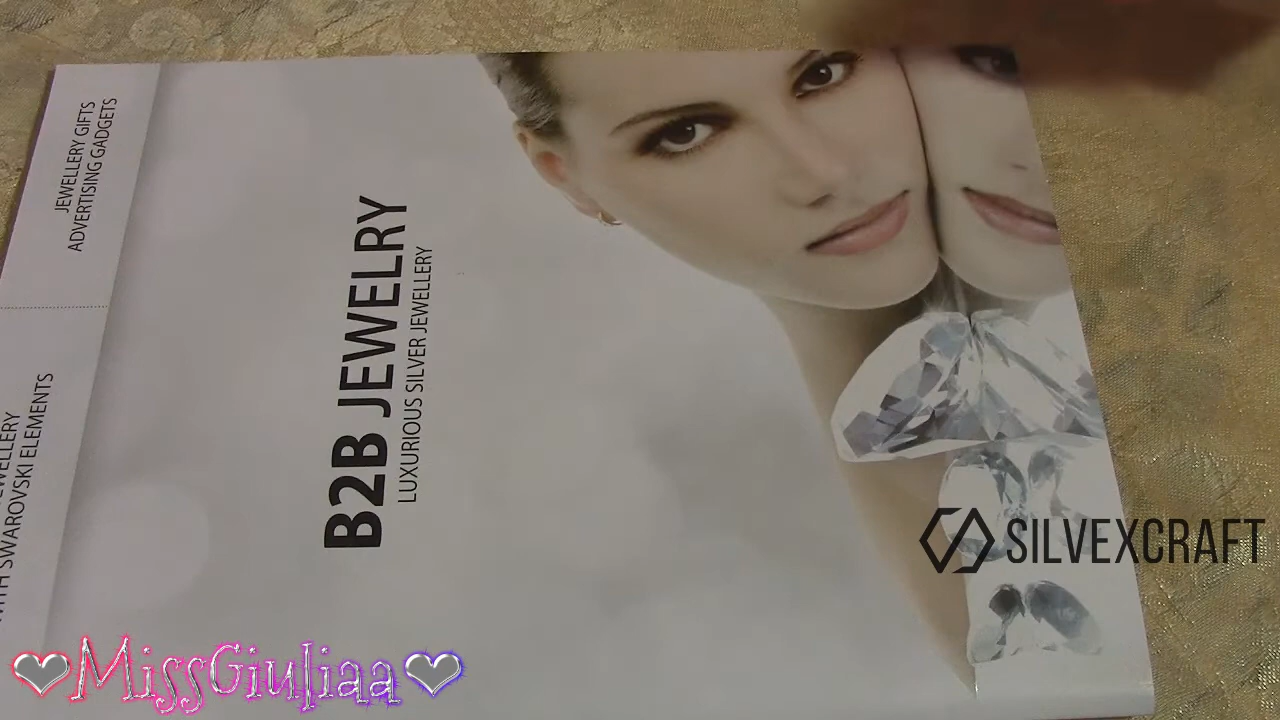 JEWELLERY GIFTS
ADVERTISING GADGETS
WITH SWAROVSKI ELEMENTS
B2B JEWELRY
LUXURIOUS SILVER JEWELLERY
SILVEXCRAFT
MissGiuliaa